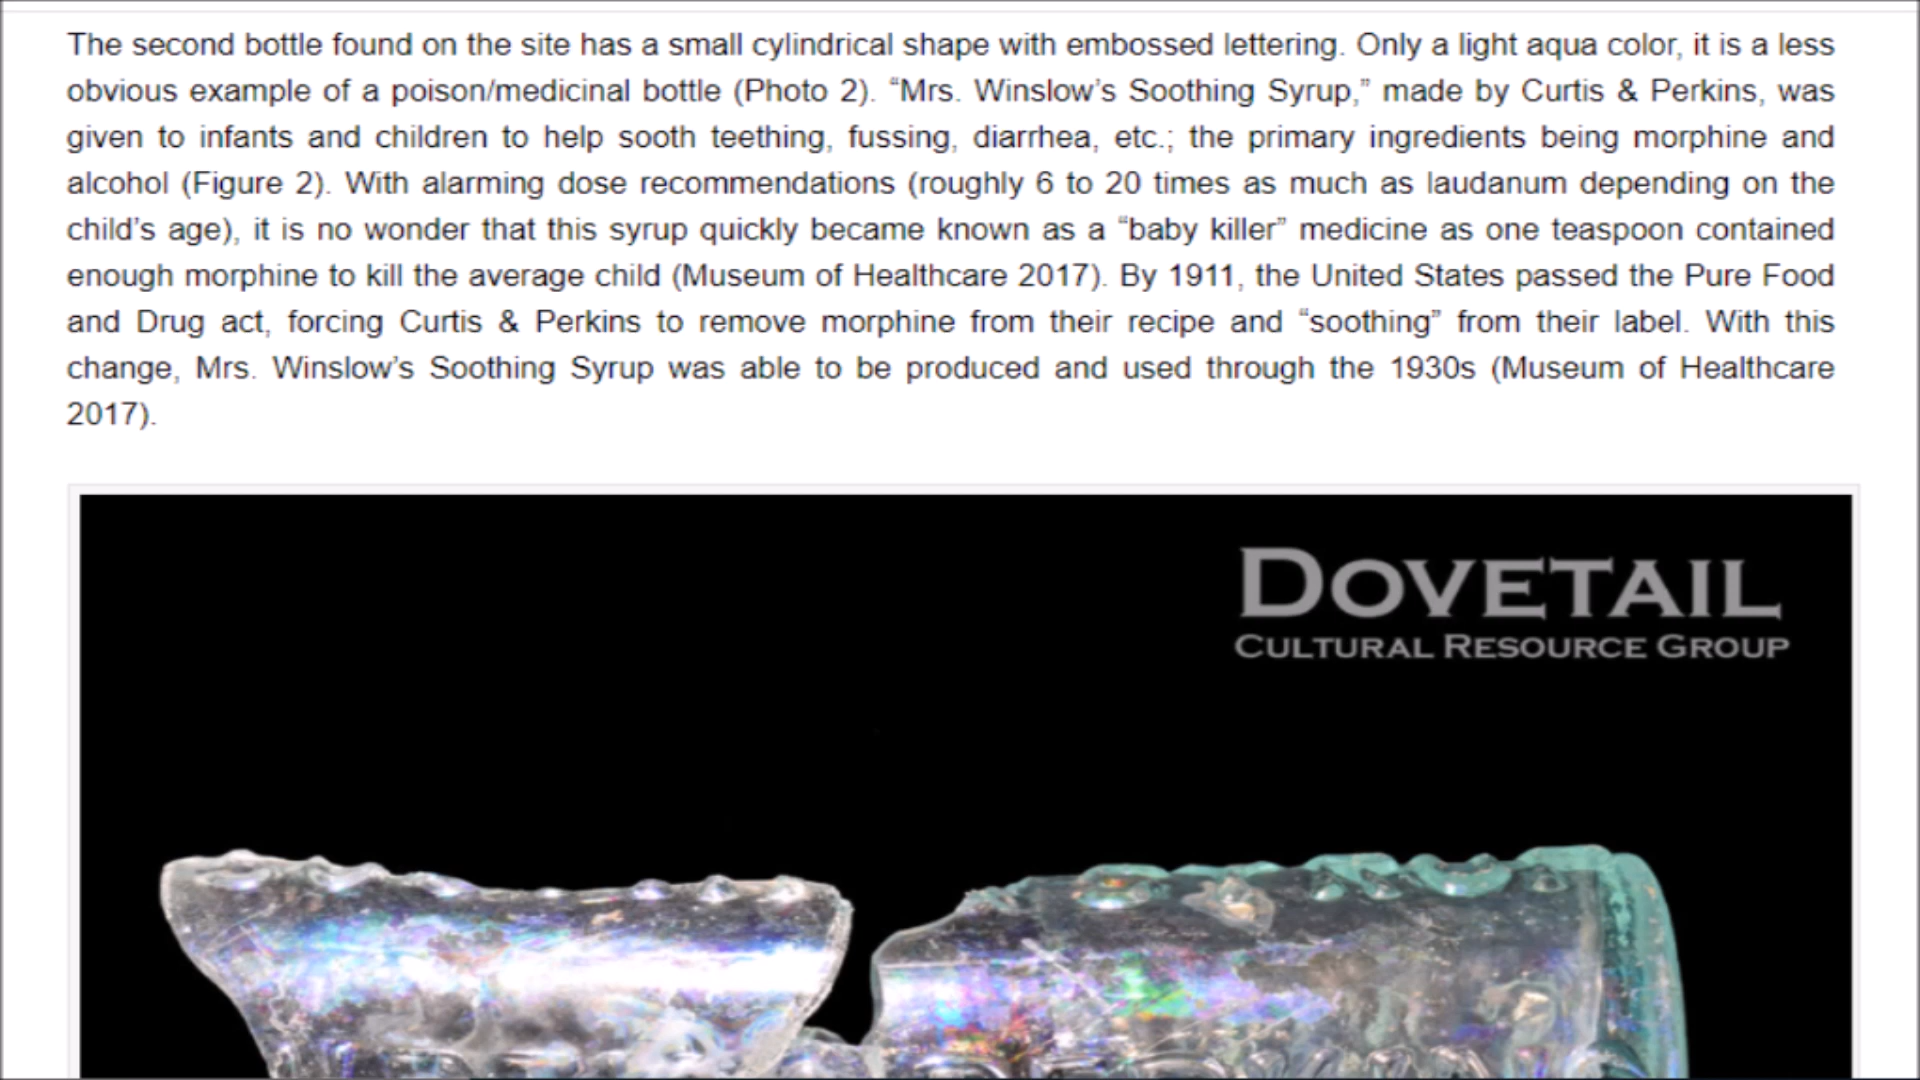 The second bottle found on the site has a small cylindrical shape with embossed lettering. Only a light aqua color, it is a less
obvious example of a poison/medicinal bottle (Photo 2). “Mrs. Winslow’s Soothing Syrup,” made by Curtis & Perkins, was
given to infants and children to help sooth teething, fussing, diarrhea, etc.; the primary ingredients being morphine and
alcohol (Figure 2). With alarming dose recommendations (roughly 6 to 20 times as much as laudanum depending on the
child’s age), it is no wonder that this syrup quickly became known as a “baby killer” medicine as one teaspoon contained
enough morphine to kill the average child (Museum of Healthcare 2017). By 1911, the United States passed the Pure Food
and Drug act, forcing Curtis & Perkins to remove morphine from their recipe and “soothing” from their label. With this
change, Mrs. Winslow’s Soothing Syrup was able to be produced and used through the 1930s (Museum of Healthcare
2017).
DOVETAIL
CULTURAL RESOURCE GROUP